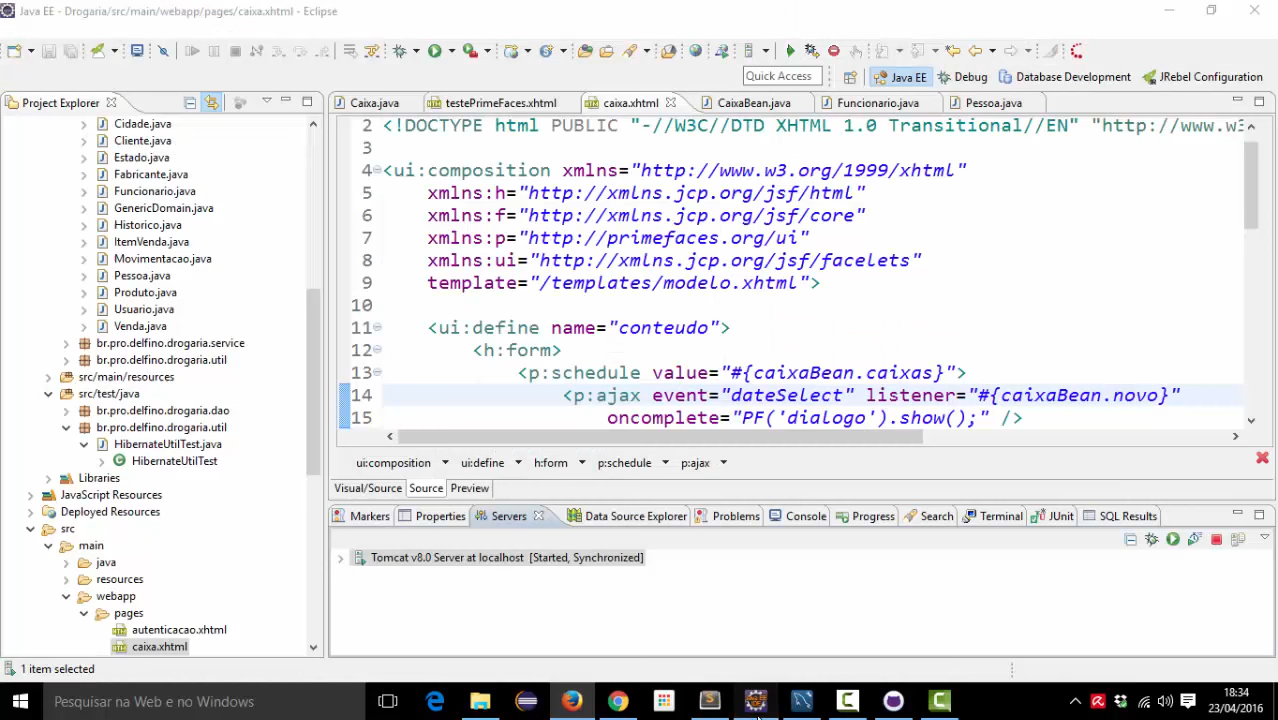 Java EE - Drogaria/src/main/webapp/pages/caixa.xhtml - Eclipse
Quick Access
Java EE
Debug
Database Development
JRebel Configuration
Project Explorer
Caixa.java
testePrimeFaces.xhtml
caixa.xhtml
CaixaBean.java
Funcionario.java
Pessoa.java
Cidade.java
Cliente.java
Estado.java
Fabricante.java
Funcionario.java
GenericDomain.java
Historico.java
ItemVenda.java
Movimentacao.java
Pessoa.java
Produto.java
Usuario.java
Venda.java
br.pro.delfino.drogaria.service
br.pro.delfino.drogaria.util
src/main/resources
src/test/java
br.pro.delfino.drogaria.dao
br.pro.delfino.drogaria.util
HibernateUtilTest.java
HibernateUtilTest
Libraries
JavaScript Resources
Deployed Resources
src
main
java
resources
webapp
pages
autenticacao.xhtml
caixa.xhtml
2 <!DOCTYPE html PUBLIC "-//W3C//DTD XHTML 1.0 Transitional//EN" "http://www.w3
3
4 <ui:composition xmlns="http://www.w3.org/1999/xhtml"
5 xmlns:h="http://xmlns.jcp.org/jsf/html"
6 xmlns:f="http://xmlns.jcp.org/jsf/core"
7 xmlns:p="http://primefaces.org/ui"
8 xmlns:ui="http://xmlns.jcp.org/jsf/facelets"
9 template="/templates/modelo.xhtml">
10
11 <ui:define name="conteudo">
12 <h:form>
13 <p:schedule value="#{caixaBean.caixas}">
14 <p:ajax event="dateSelect" listener="#{caixaBean.novo}"
15 oncomplete="PF('dialogo').show();" />
ui:composition
ui:define
h:form
p:schedule
p:ajax
Visual/Source
Source
Preview
Markers
Properties
Servers
Data Source Explorer
Problems
Console
Progress
Search
Terminal
JUnit
SQL Results
Tomcat v8.0 Server at localhost [Started, Synchronized]
1 item selected
Pesquisar na Web e no Windows
18:34
23/04/2016